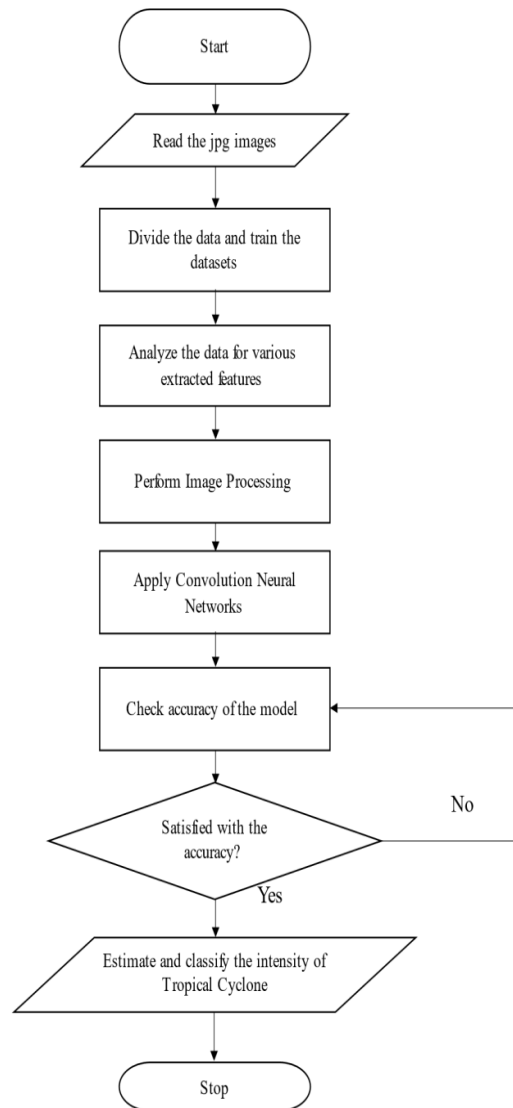 Start
Read the jpg images
Divide the data and train the
datasets
Analyze the data for various
extracted features
Perform Image Processing
Apply Convolution Neural
Networks
Check accuracy of the model
Satisfied with the
accuracy?
No
Yes
Estimate and classify the intensity of
Tropical Cyclone
Stop